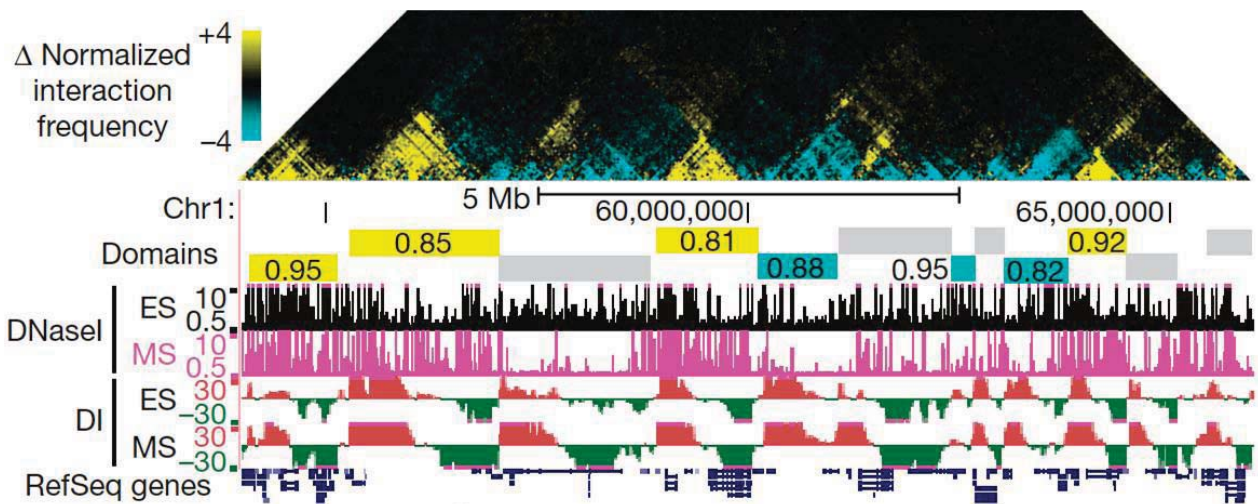 +4
Δ Normalized
interaction
frequency
−4
5 Mb
Chr1:
60,000,000
65,000,000
Domains
0.85
0.81
0.92
0.95
0.88
0.95
0.82
DNaseI
ES
10
0.5
MS
10
0.5
DI
ES
30
−30
MS
30
−30
RefSeq genes